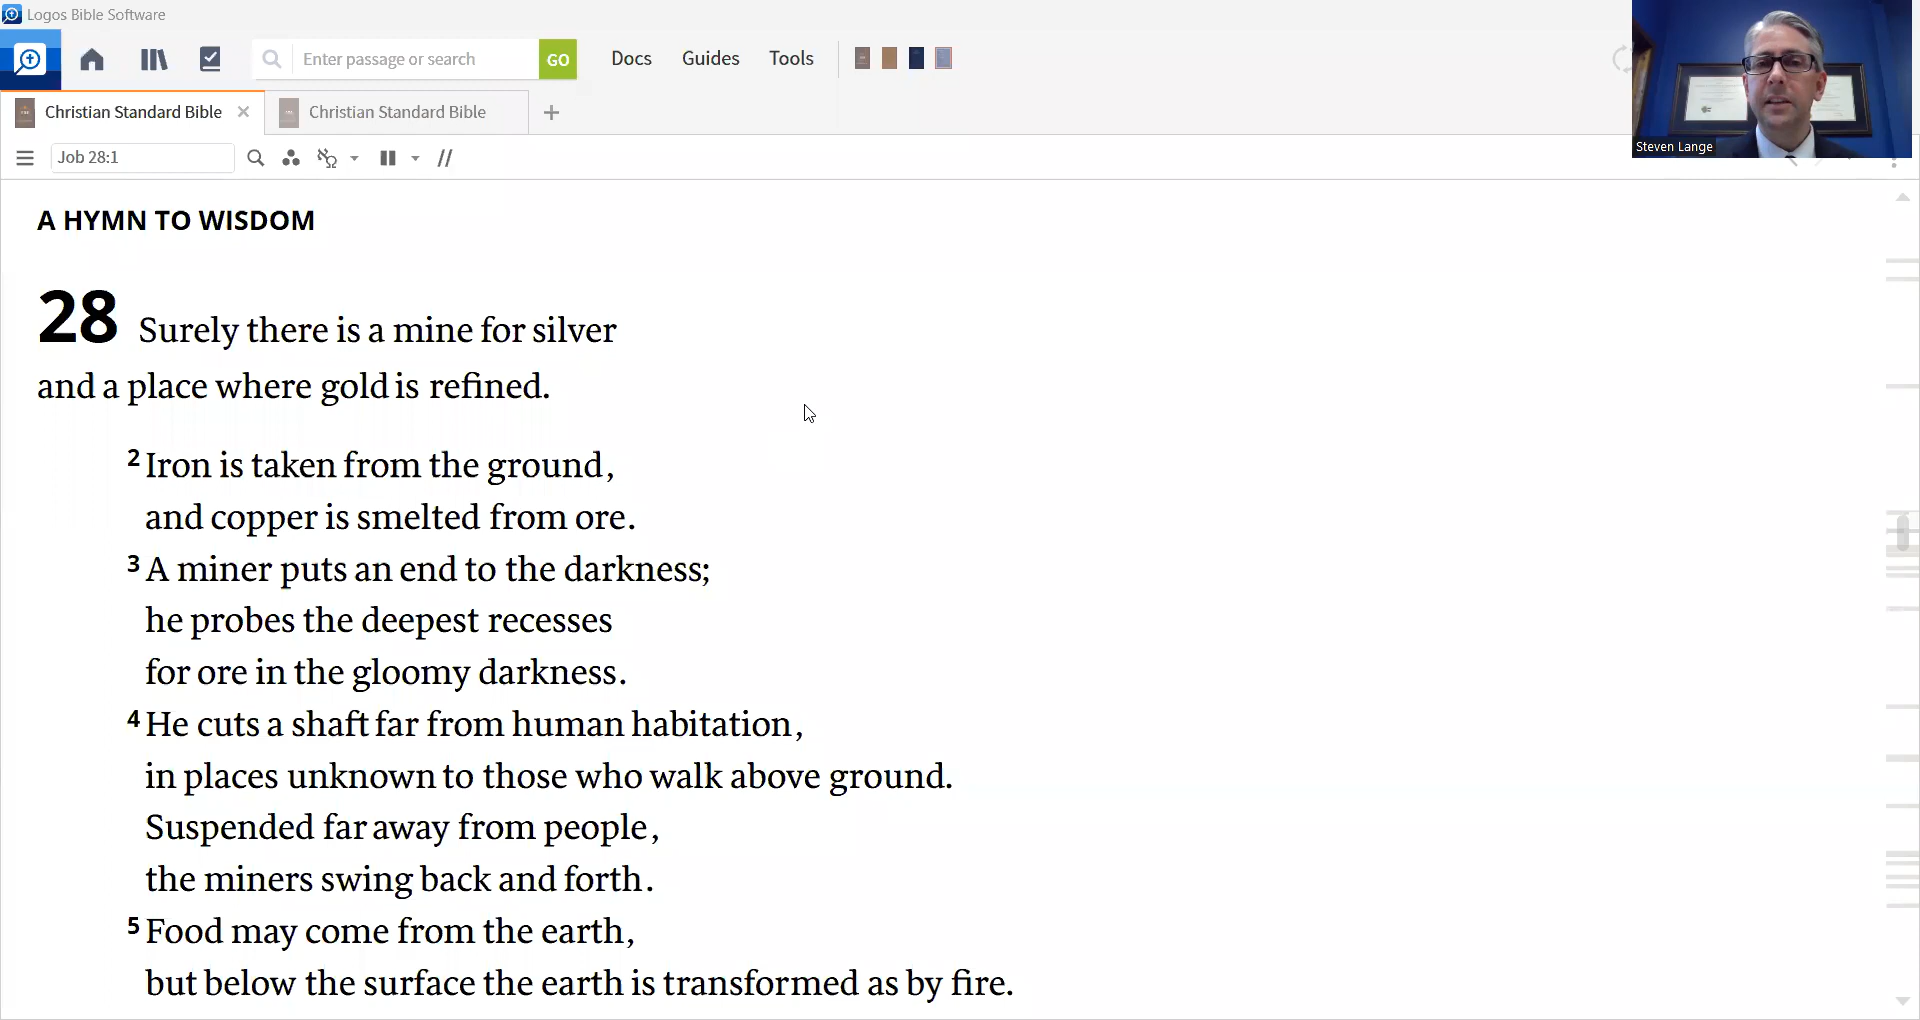 Logos Bible Software
Enter passage or search
GO
Docs
Guides
Tools
Christian Standard Bible
Christian Standard Bible
Job 28:1
Steven Lange
A HYMN TO WISDOM
28 Surely there is a mine for silver
and a place where gold is refined.
2 Iron is taken from the ground,
and copper is smelted from ore.
3 A miner puts an end to the darkness;
he probes the deepest recesses
for ore in the gloomy darkness.
4 He cuts a shaft far from human habitation,
in places unknown to those who walk above ground.
Suspended far away from people,
the miners swing back and forth.
5 Food may come from the earth,
but below the surface the earth is transformed as by fire.